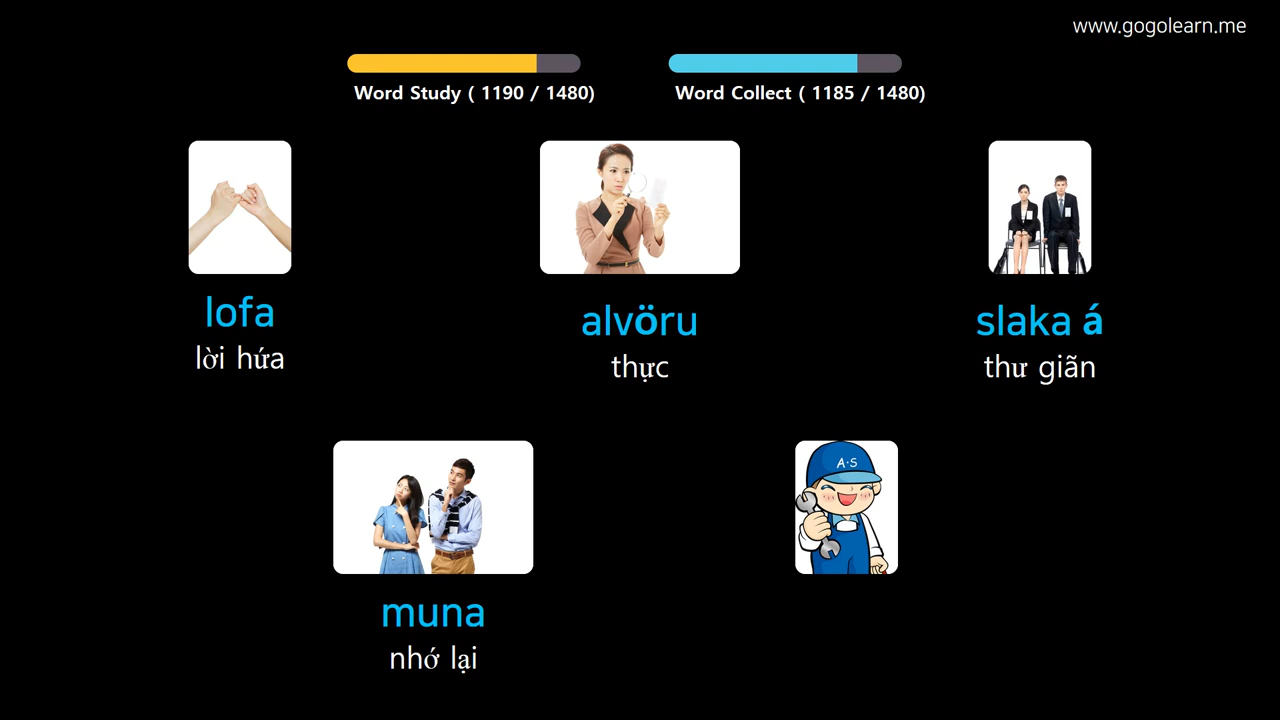 www.gogolearn.me
Word Study ( 1190 / 1480)
Word Collect ( 1185 / 1480)
A·S
lofa
lời hứa
alvöru
thực
slaka á
thư giãn
muna
nhớ lại